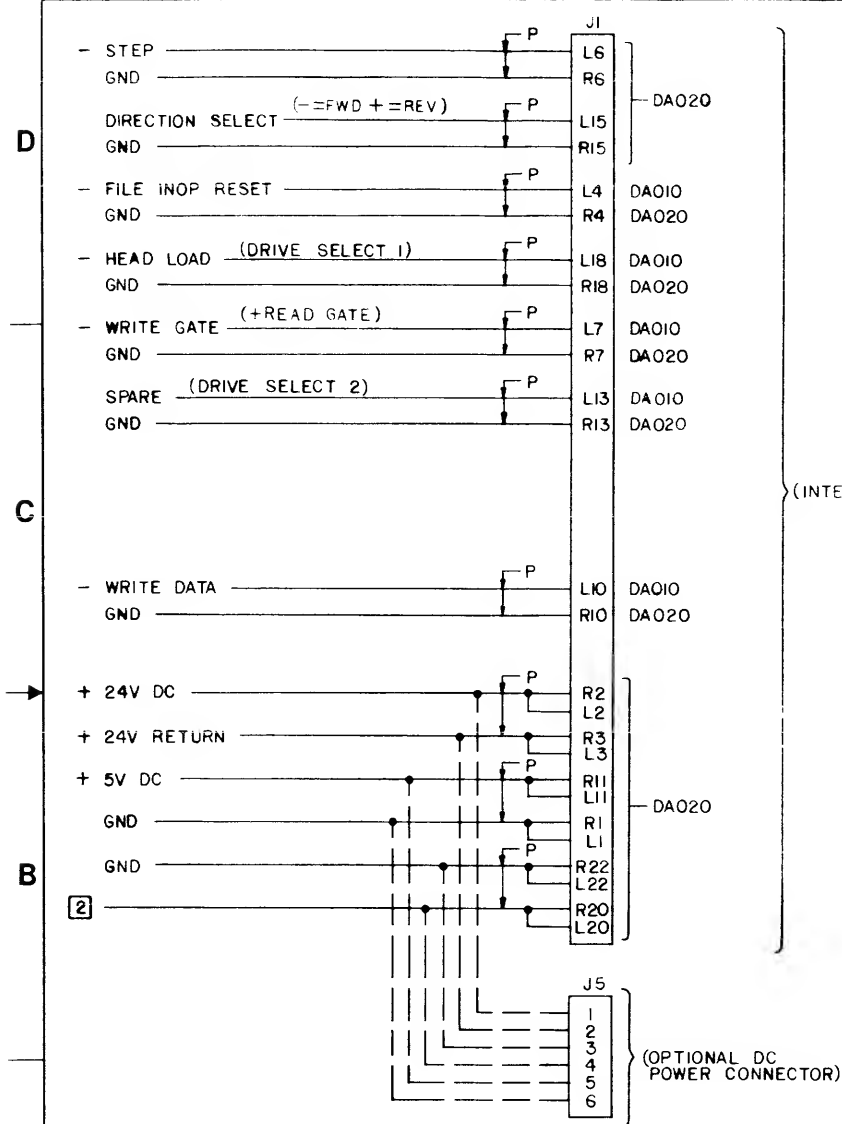 J1
P
- STEP L6
GND R6
DA020
(-=FWD +=REV) P
DIRECTION SELECT L15
GND R15
D
P
- FILE INOP RESET L4 DA010
GND R4 DA020
P
- HEAD LOAD (DRIVE SELECT 1) L18 DA010
GND R18 DA020
P
- WRITE GATE (+READ GATE) L7 DA010
GND R7 DA020
P
SPARE (DRIVE SELECT 2) L13 DA010
GND R13 DA020
(INTE
C
P
- WRITE DATA L10 DA010
GND R10 DA020
P
+ 24V DC R2
L2
+ 24V RETURN R3
L3
P
+ 5V DC R11
L11
DA020
GND R1
L1
P
GND R22
L22
B
2 R20
L20
J5
1
2
3
4
5
6
(OPTIONAL DC
POWER CONNECTOR)